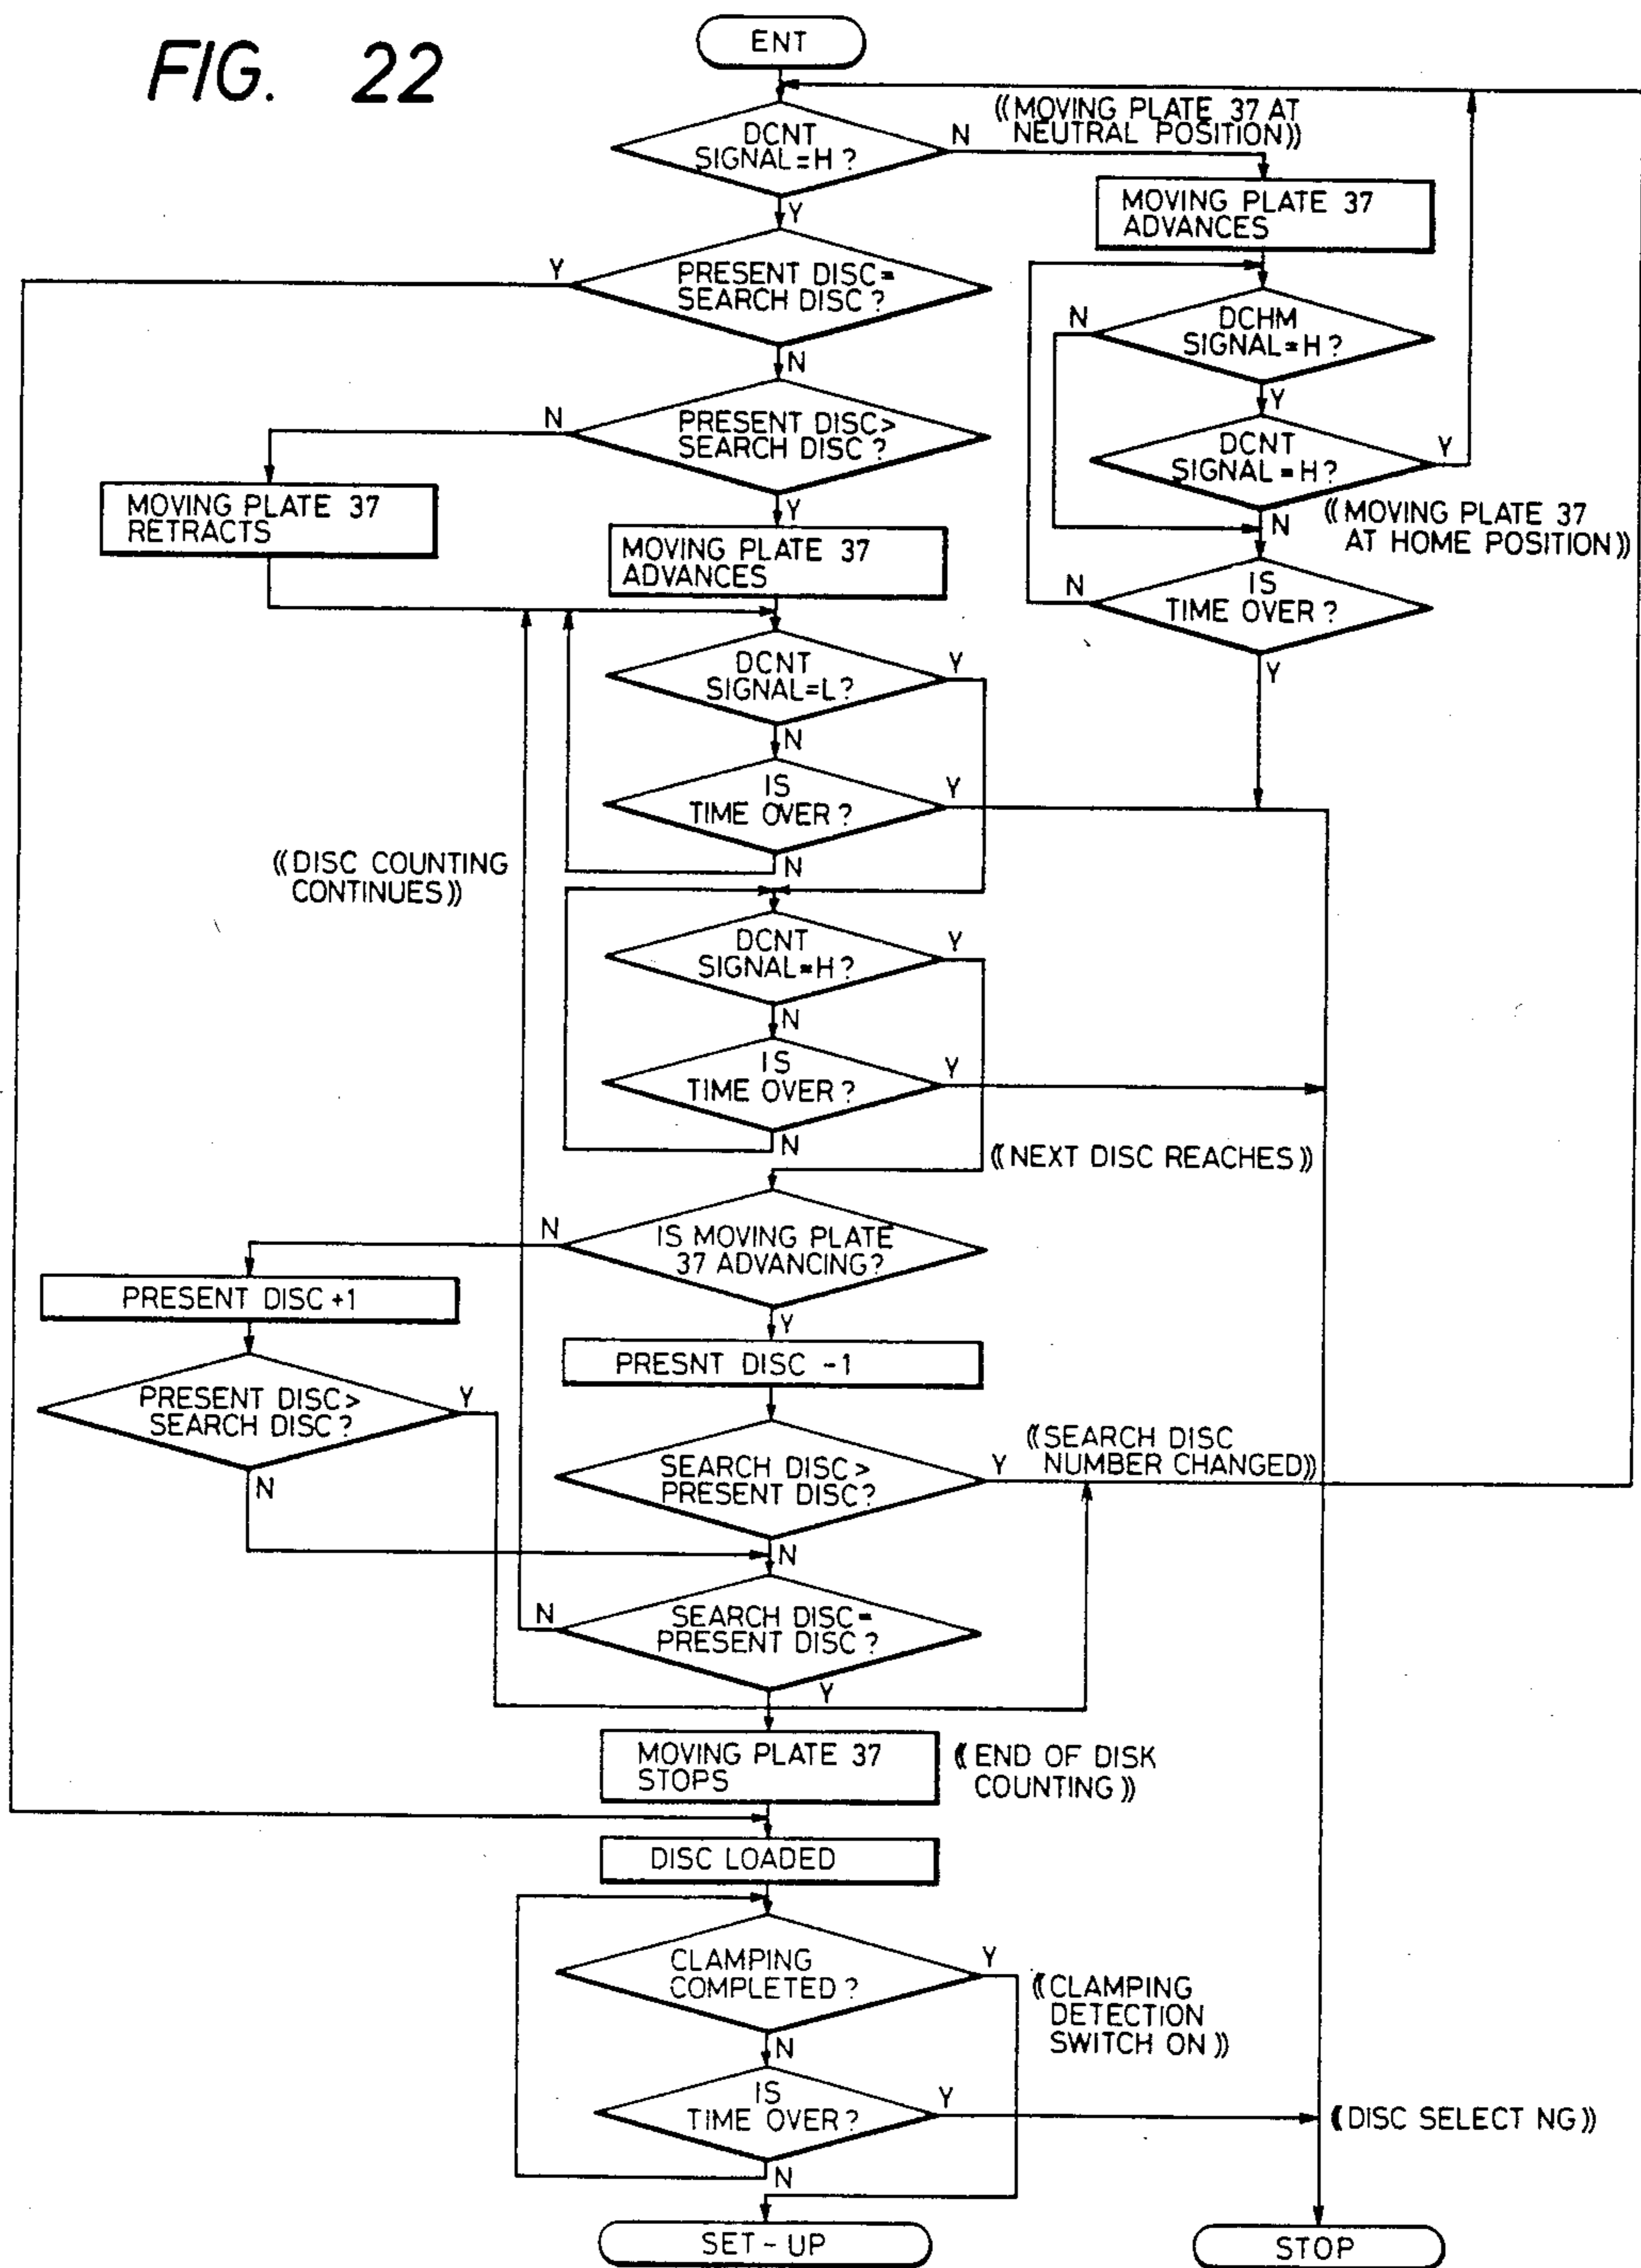 FIG. 22
ENT
DCNT
SIGNAL=H?
N
((MOVING PLATE 37 AT
NEUTRAL POSITION))
Y
MOVING PLATE 37
ADVANCES
Y
PRESENT DISC=
SEARCH DISC?
N
N
DCHM
SIGNAL=H?
Y
N
PRESENT DISC>
SEARCH DISC?
Y
DCNT
SIGNAL=H?
Y
N
((MOVING PLATE 37
AT HOME POSITION))
MOVING PLATE 37
RETRACTS
MOVING PLATE 37
ADVANCES
N
IS
TIME OVER?
Y
DCNT
SIGNAL=L?
Y
N
IS
TIME OVER?
Y
N
((DISC COUNTING
CONTINUES))
DCNT
SIGNAL=H?
Y
N
IS
TIME OVER?
Y
N
((NEXT DISC REACHES))
N
IS MOVING PLATE
37 ADVANCING?
Y
PRESENT DISC+1
PRESNT DISC -1
PRESENT DISC>
SEARCH DISC?
Y
N
SEARCH DISC>
PRESENT DISC?
Y
((SEARCH DISC
NUMBER CHANGED))
N
N
SEARCH DISC=
PRESENT DISC?
Y
MOVING PLATE 37
STOPS
((END OF DISK
COUNTING))
DISC LOADED
CLAMPING
COMPLETED?
Y
((CLAMPING
DETECTION
SWITCH ON))
N
IS
TIME OVER?
Y
((DISC SELECT NG))
N
SET-UP
STOP